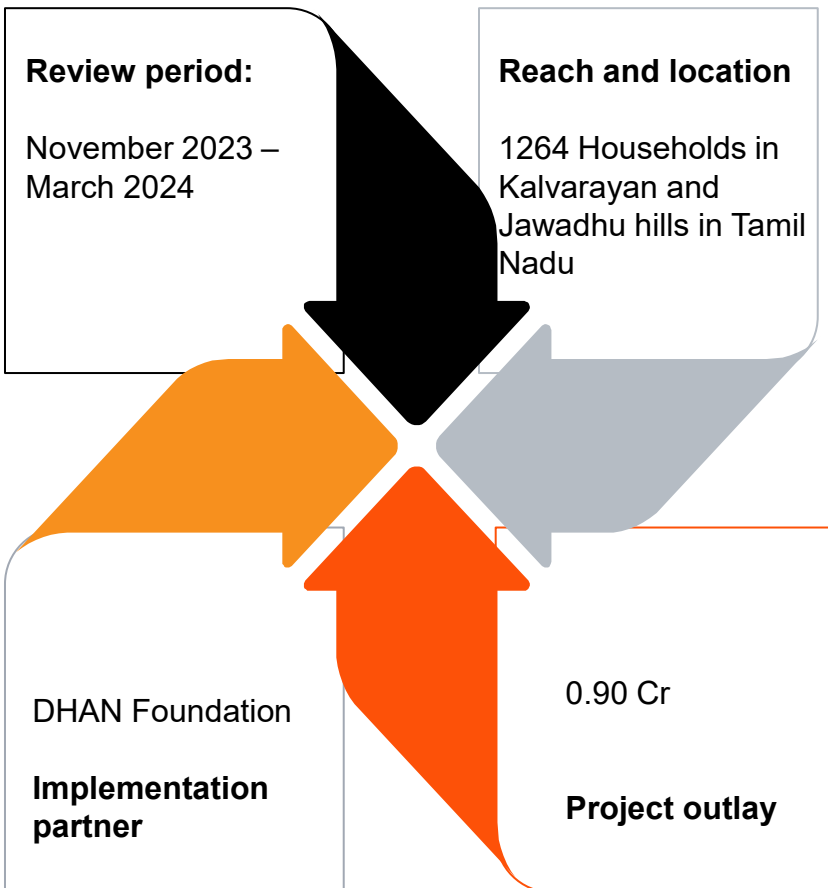 Review period:
November 2023 –
March 2024
Reach and location
1264 Households in
Kalvarayan and
Jawadhu hills in Tamil
Nadu
DHAN Foundation
Implementation
partner
0.90 Cr
Project outlay